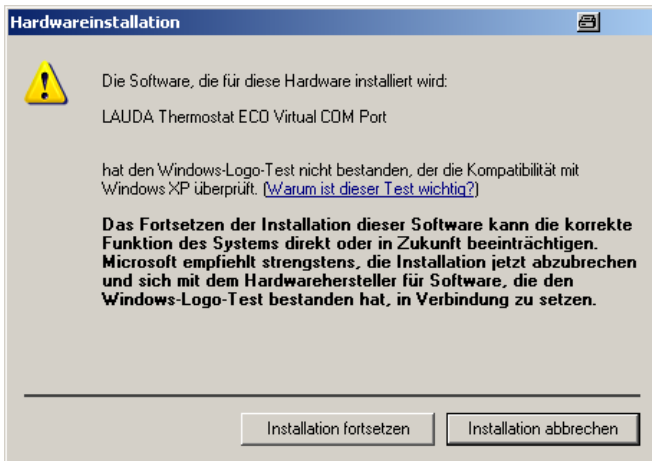 Hardwareinstallation
Die Software, die für diese Hardware installiert wird:
LAUDA Thermostat ECO Virtual COM Port
hat den Windows-Logo-Test nicht bestanden, der die Kompatibilität mit
Windows XP überprüft. (Warum ist dieser Test wichtig?)
Das Fortsetzen der Installation dieser Software kann die korrekte
Funktion des Systems direkt oder in Zukunft beeinträchtigen.
Microsoft empfiehlt strengstens, die Installation jetzt abzubrechen
und sich mit dem Hardwarehersteller für Software, die den
Windows-Logo-Test bestanden hat, in Verbindung zu setzen.
Installation fortsetzen Installation abbrechen